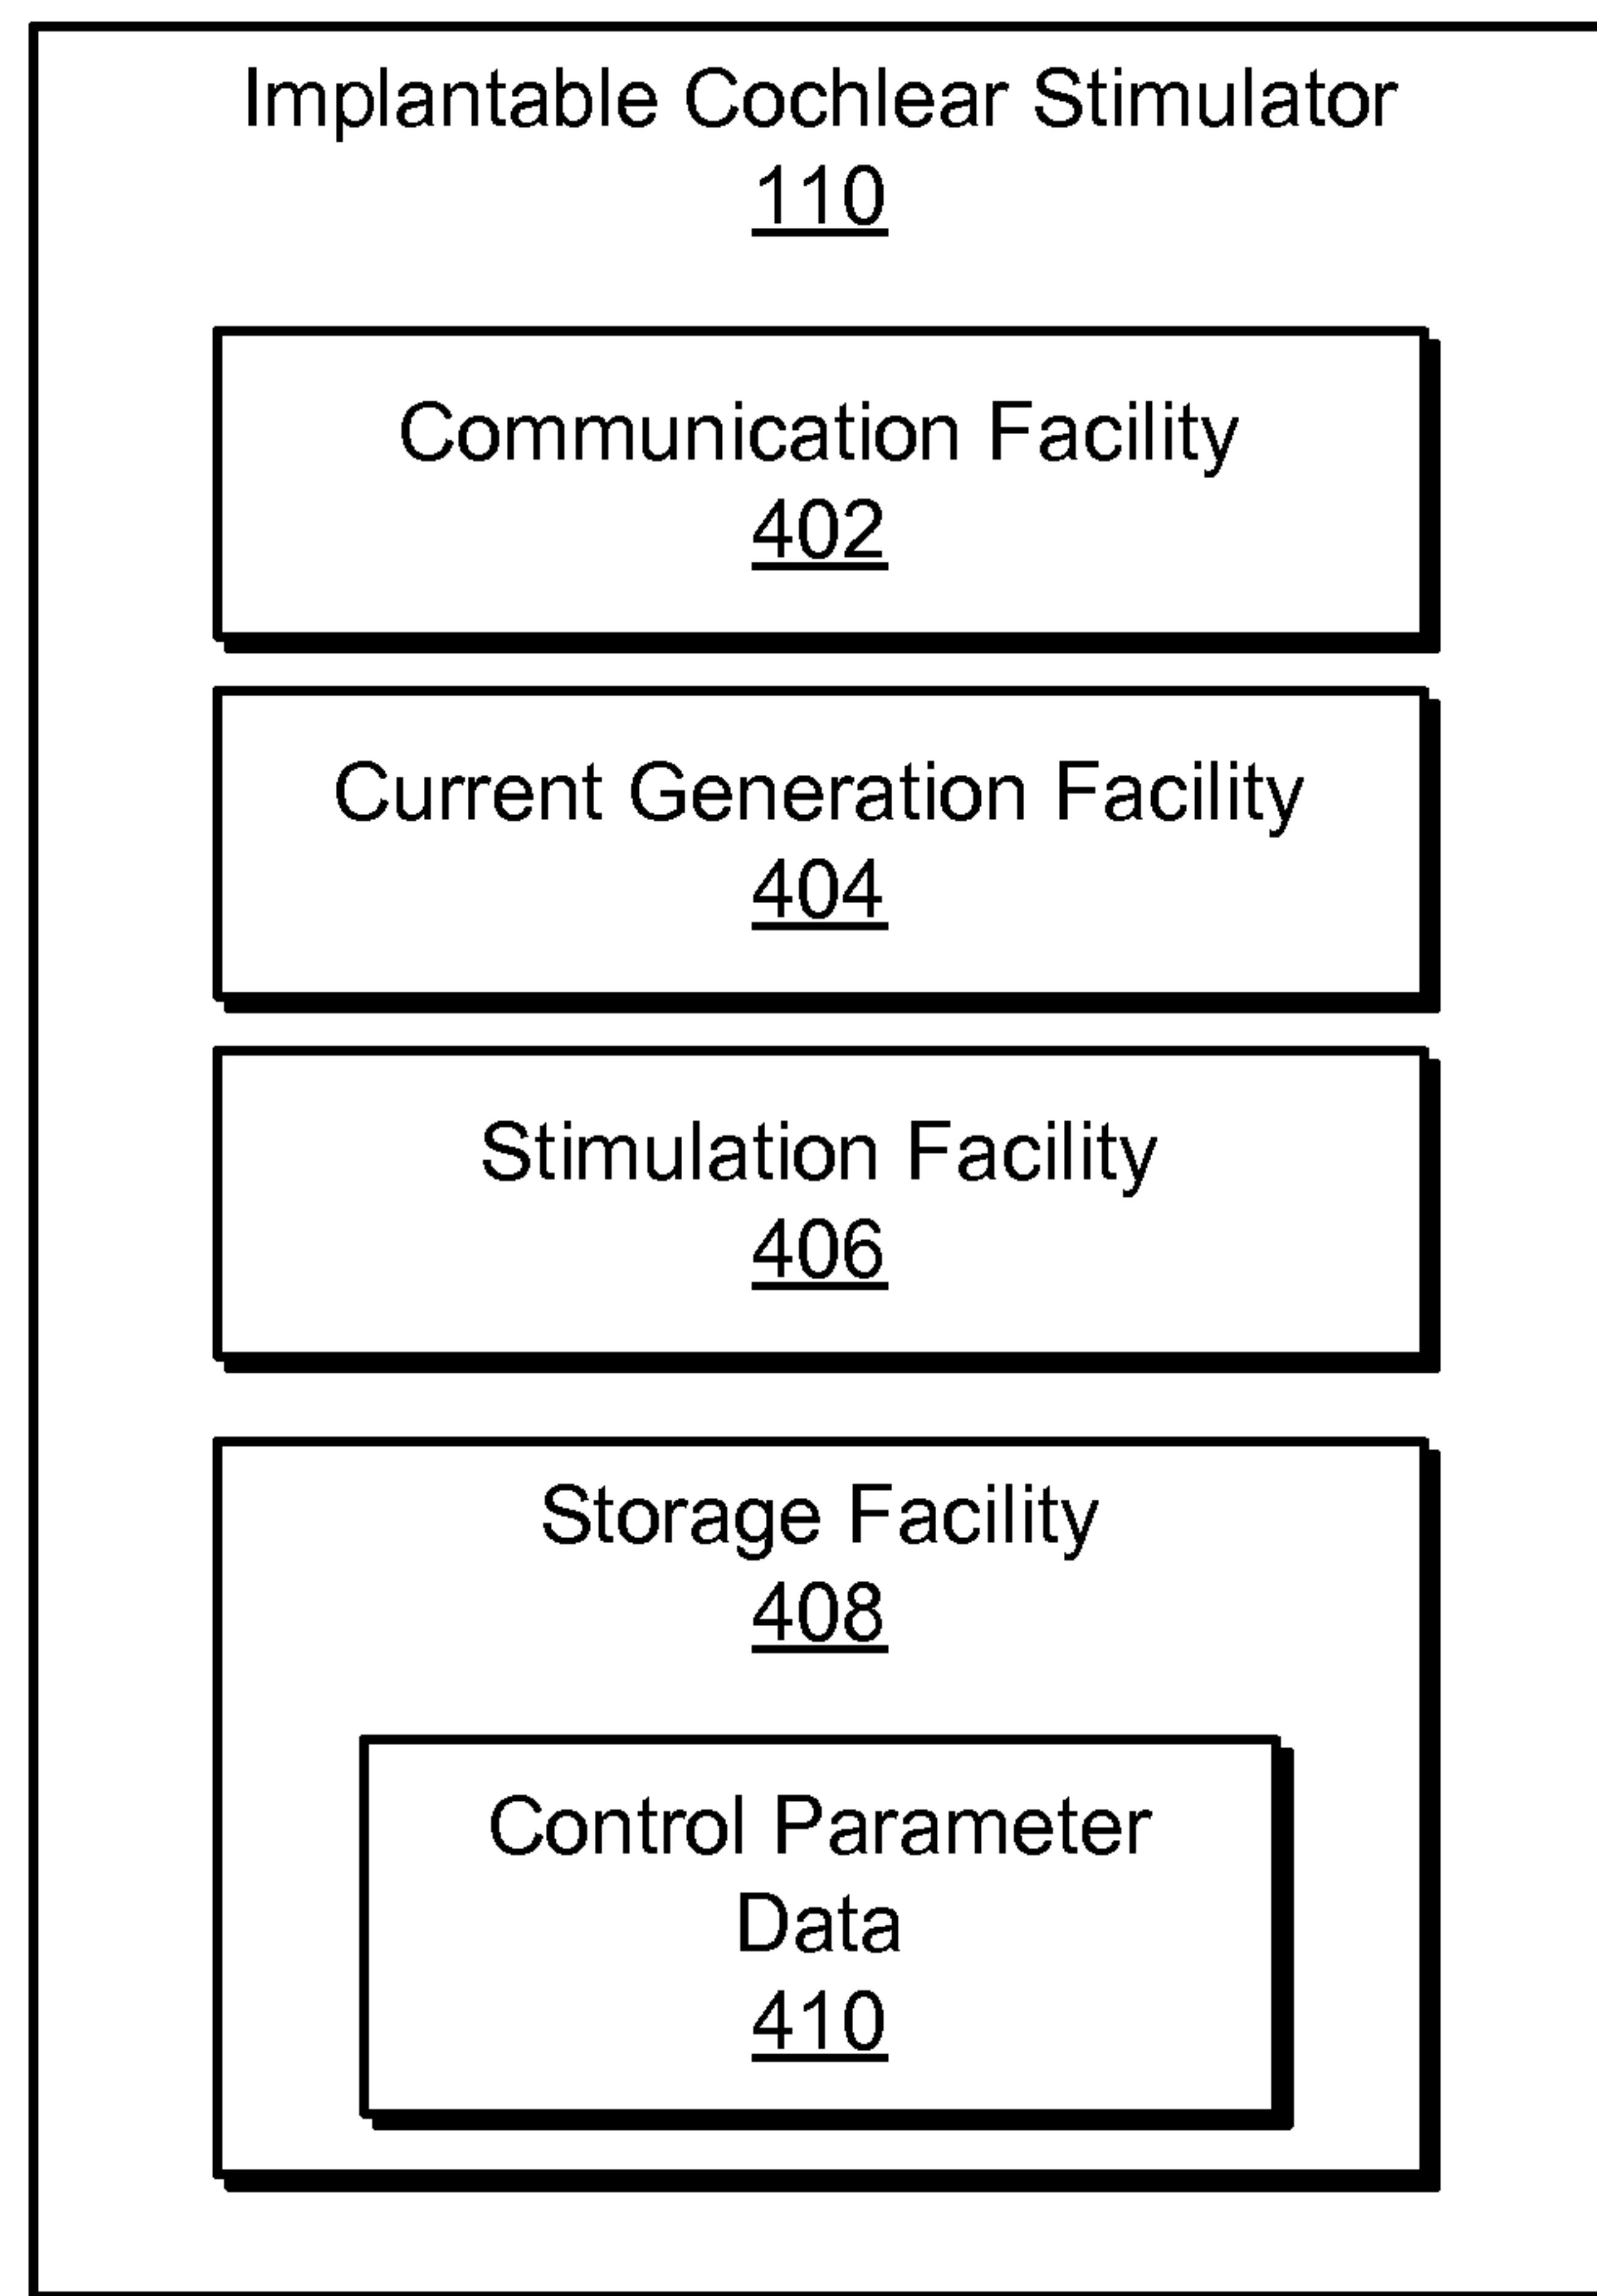 Implantable Cochlear Stimulator
110
Communication Facility
402
Current Generation Facility
404
Stimulation Facility
406
Storage Facility
408
Control Parameter
Data
410